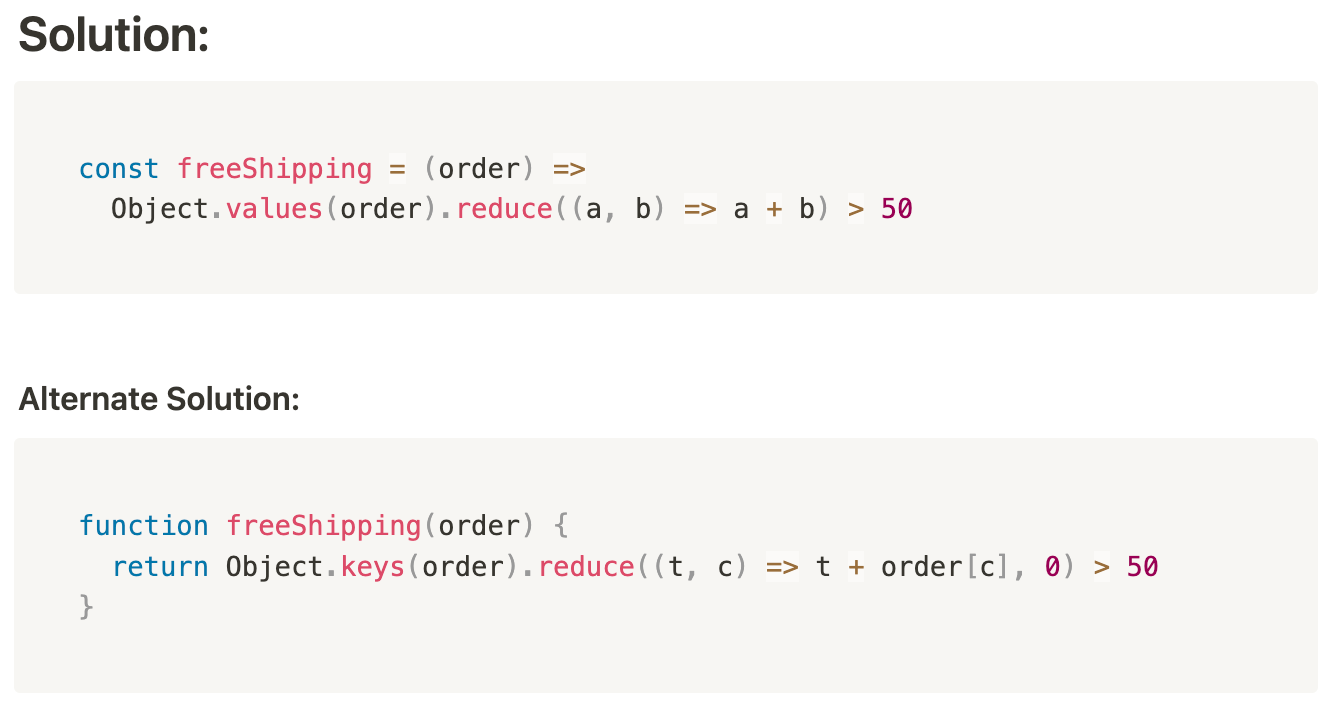 Solution:
const freeShipping = (order) =>
  Object.values(order).reduce((a, b) => a + b) > 50
Alternate Solution:
function freeShipping(order) {
  return Object.keys(order).reduce((t, c) => t + order[c], 0) > 50
}